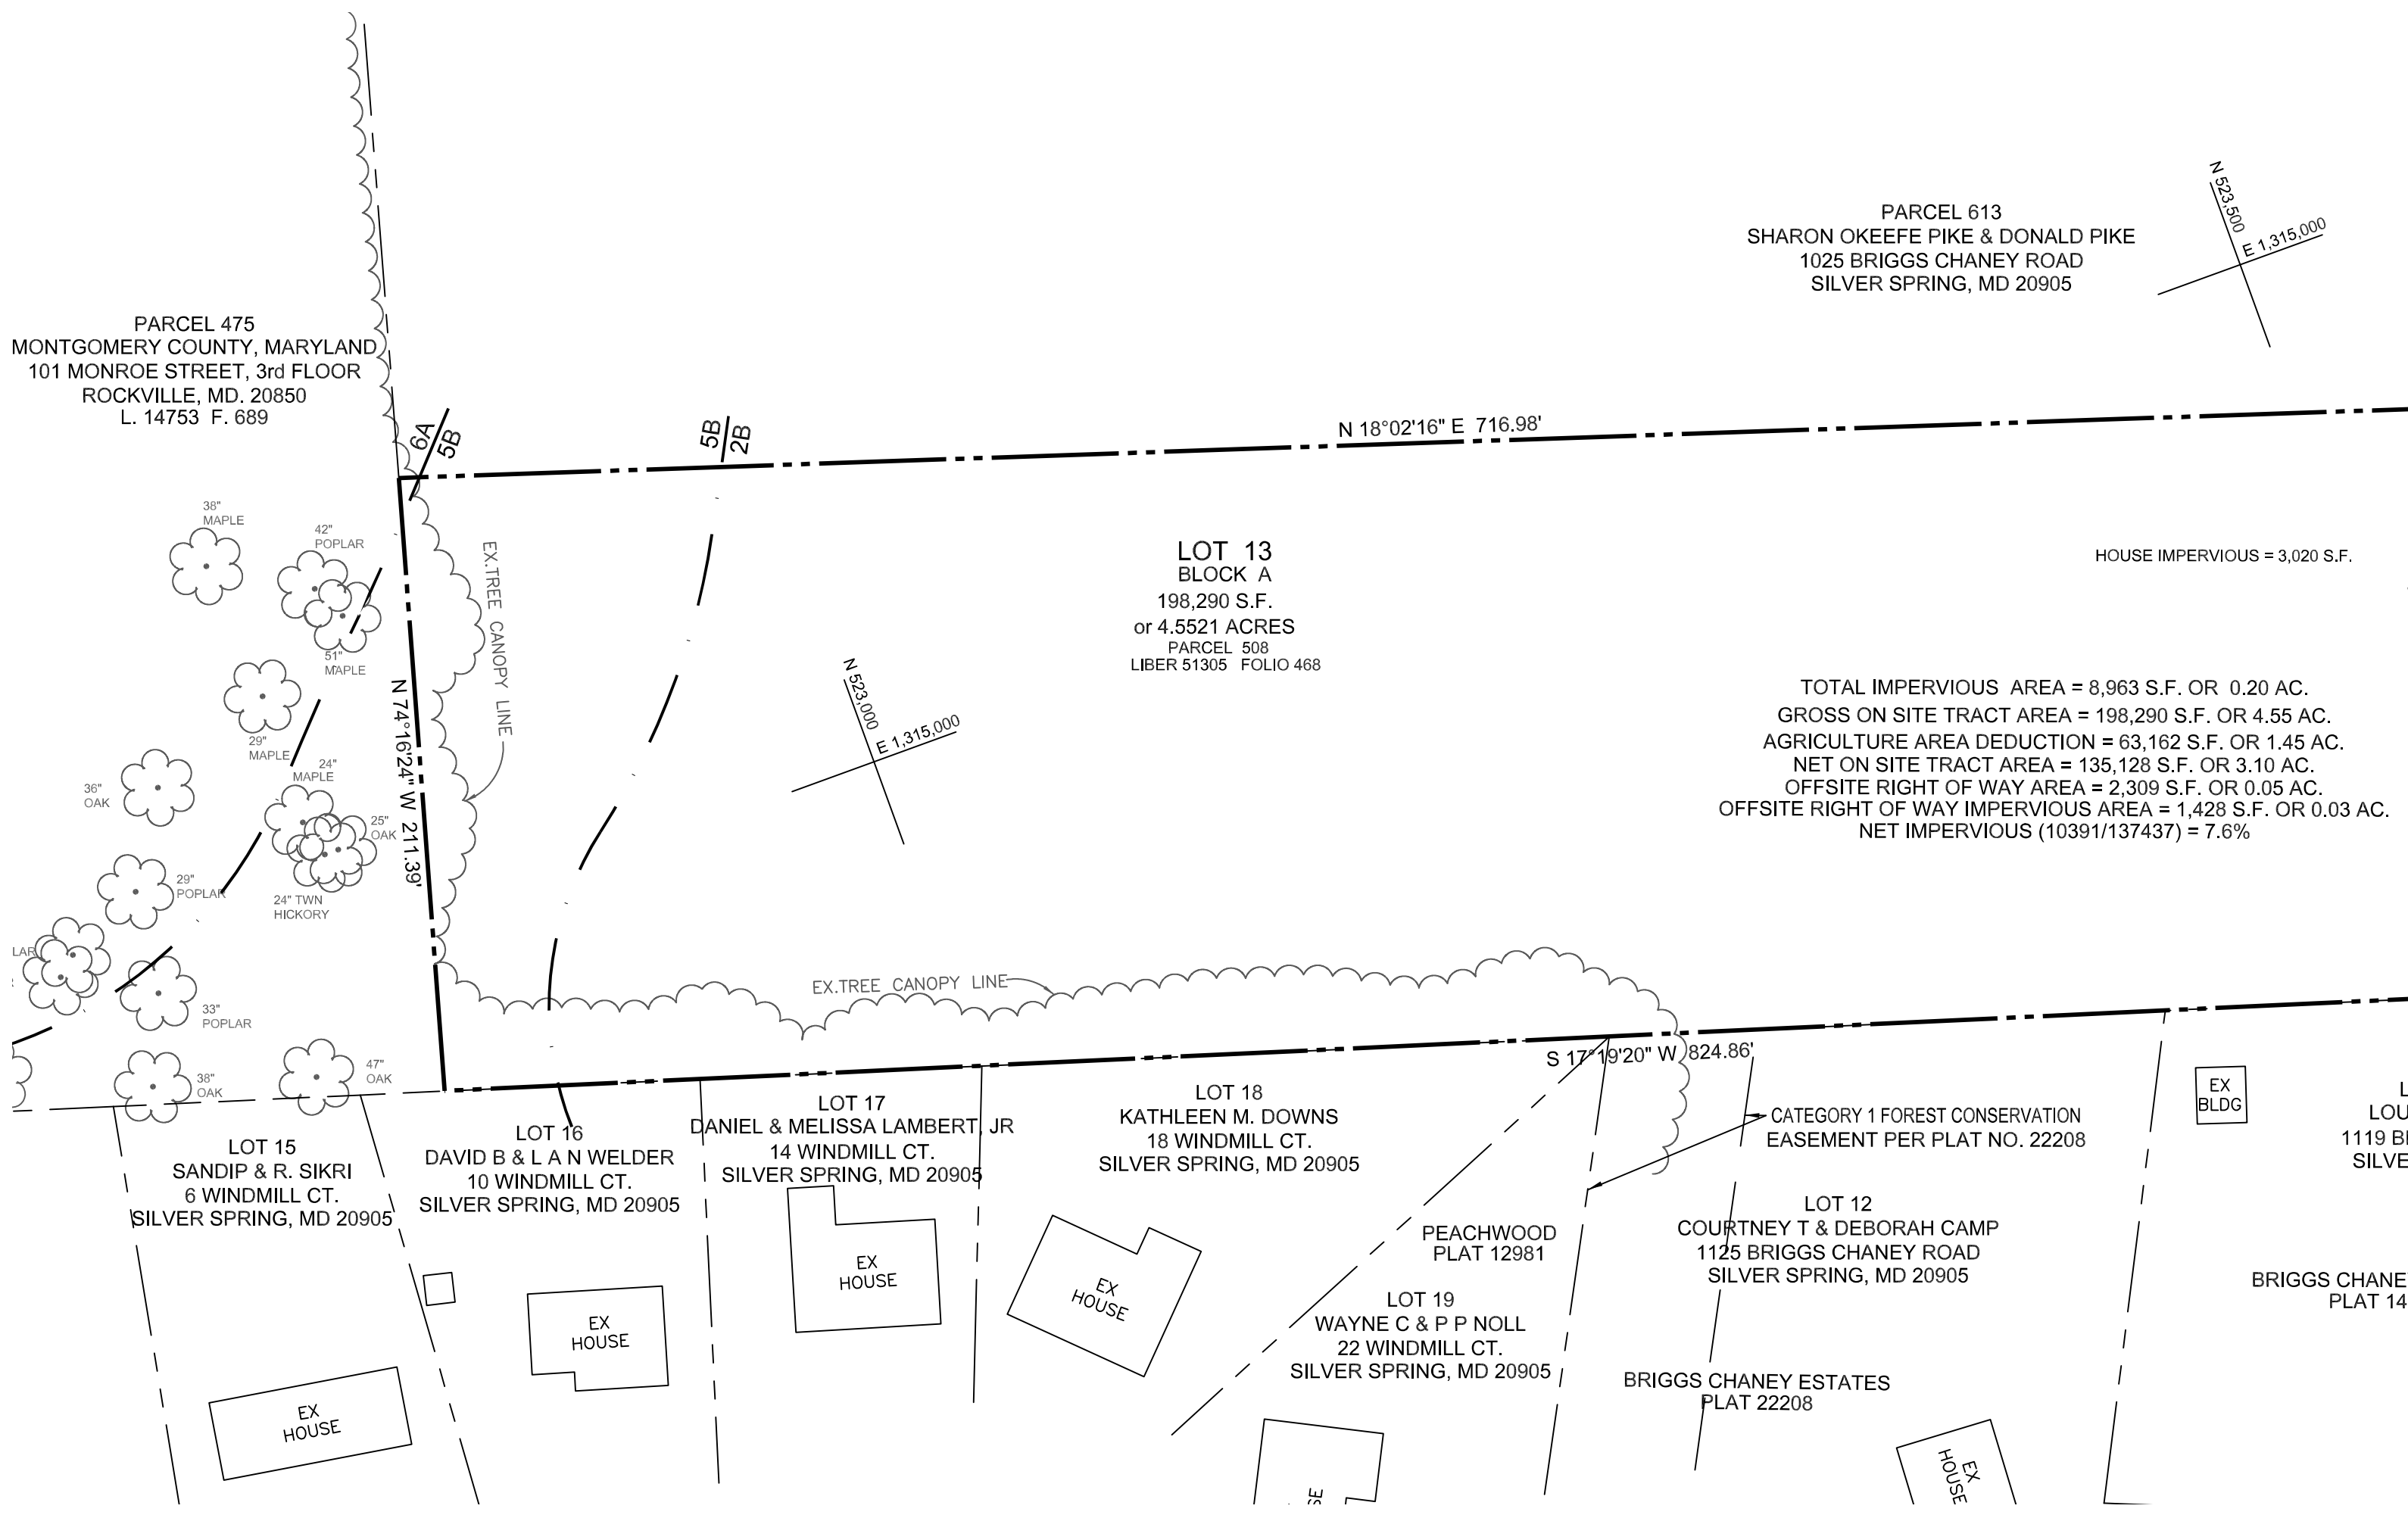 PARCEL 613
SHARON OKEEFE PIKE & DONALD PIKE
1025 BRIGGS CHANEY ROAD
SILVER SPRING, MD 20905
N 523,500
E 1,315,000
PARCEL 475
MONTGOMERY COUNTY, MARYLAND
101 MONROE STREET, 3rd FLOOR
ROCKVILLE, MD. 20850
L. 14753 F. 689
6A
5B
5B
2B
N 18°02'16" E 716.98'
38"
MAPLE
42"
POPLAR
51"
MAPLE
29"
MAPLE
24"
MAPLE
36"
OAK
25"
OAK
29"
POPLAR
24" TWN
HICKORY
LAR
33"
POPLAR
38"
OAK
47"
OAK
N 74°16'24" W 211.39'
EX.TREE CANOPY LINE
LOT 13
BLOCK A
198,290 S.F.
or 4.5521 ACRES
PARCEL 508
LIBER 51305 FOLIO 468
N 523,000
E 1,315,000
HOUSE IMPERVIOUS = 3,020 S.F.
TOTAL IMPERVIOUS AREA = 8,963 S.F. OR 0.20 AC.
GROSS ON SITE TRACT AREA = 198,290 S.F. OR 4.55 AC.
AGRICULTURE AREA DEDUCTION = 63,162 S.F. OR 1.45 AC.
NET ON SITE TRACT AREA = 135,128 S.F. OR 3.10 AC.
OFFSITE RIGHT OF WAY AREA = 2,309 S.F. OR 0.05 AC.
OFFSITE RIGHT OF WAY IMPERVIOUS AREA = 1,428 S.F. OR 0.03 AC.
NET IMPERVIOUS (10391/137437) = 7.6%
EX.TREE CANOPY LINE
S 17°19'20" W 824.86'
LOT 15
SANDIP & R. SIKRI
6 WINDMILL CT.
SILVER SPRING, MD 20905
LOT 16
DAVID B & L A N WELDER
10 WINDMILL CT.
SILVER SPRING, MD 20905
LOT 17
DANIEL & MELISSA LAMBERT, JR
14 WINDMILL CT.
SILVER SPRING, MD 20905
LOT 18
KATHLEEN M. DOWNS
18 WINDMILL CT.
SILVER SPRING, MD 20905
CATEGORY 1 FOREST CONSERVATION
EASEMENT PER PLAT NO. 22208
EX
BLDG
L
LOU
1119 B
SILVE
LOT 12
COURTNEY T & DEBORAH CAMP
1125 BRIGGS CHANEY ROAD
SILVER SPRING, MD 20905
PEACHWOOD
PLAT 12981
LOT 19
WAYNE C & P P NOLL
22 WINDMILL CT.
SILVER SPRING, MD 20905
BRIGGS CHANE
PLAT 14
BRIGGS CHANEY ESTATES
PLAT 22208
EX
HOUSE
EX
HOUSE
EX
HOUSE
EX
HOUSE
SE
EX
HOUSE